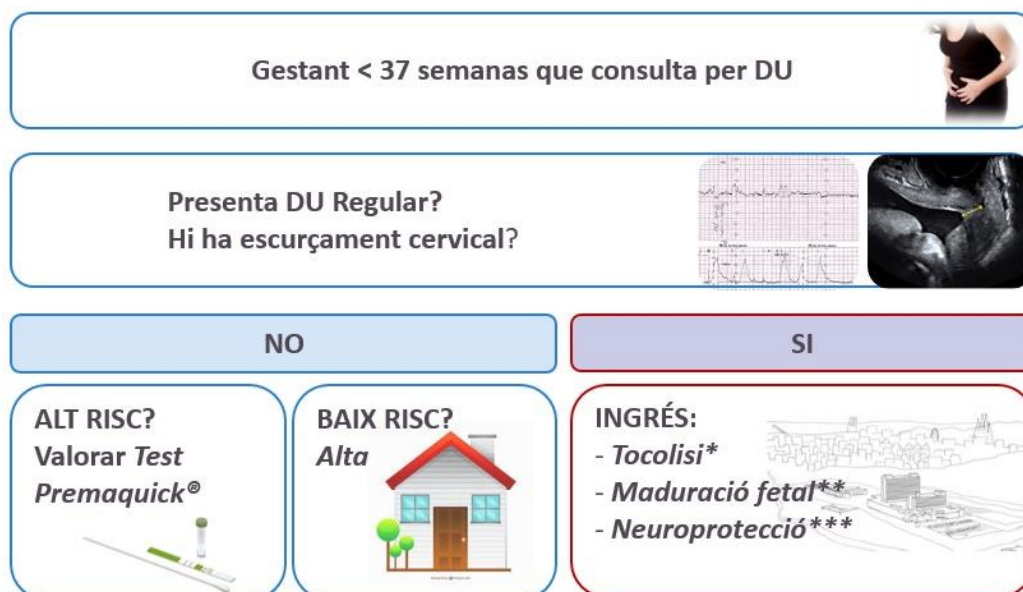 Gestant < 37 semanas que consulta per DU
Presenta DU Regular?
Hi ha escurçament cervical?
NO
SI
ALT RISC?
Valorar Test
Premaquick®
BAIX RISC?
Alta
INGRÉS:
- Tocolisi*
- Maduració fetal**
- Neuroprotecció***